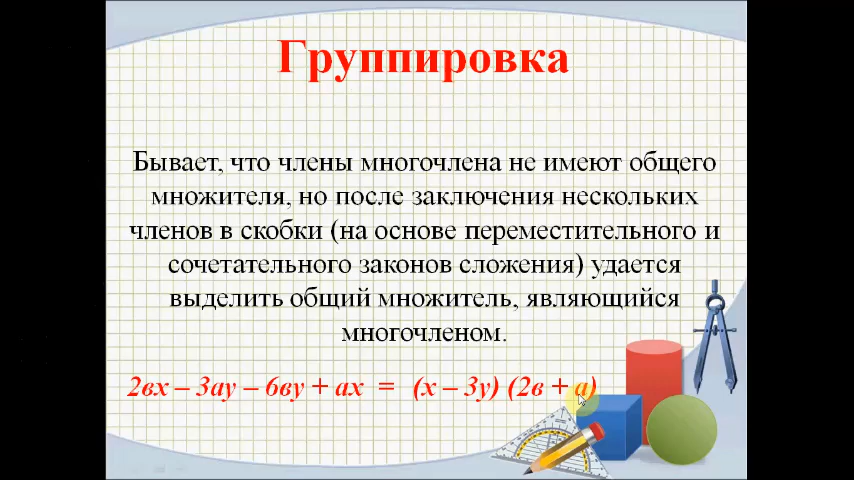 Группировка
Бывает, что члены многочлена не имеют общего
множителя, но после заключения нескольких
членов в скобки (на основе переместительного и
сочетательного законов сложения) удается
выделить общий множитель, являющийся
многочленом.
2вх – 3ау – 6ву + ах = (х – 3у) (2в + а)